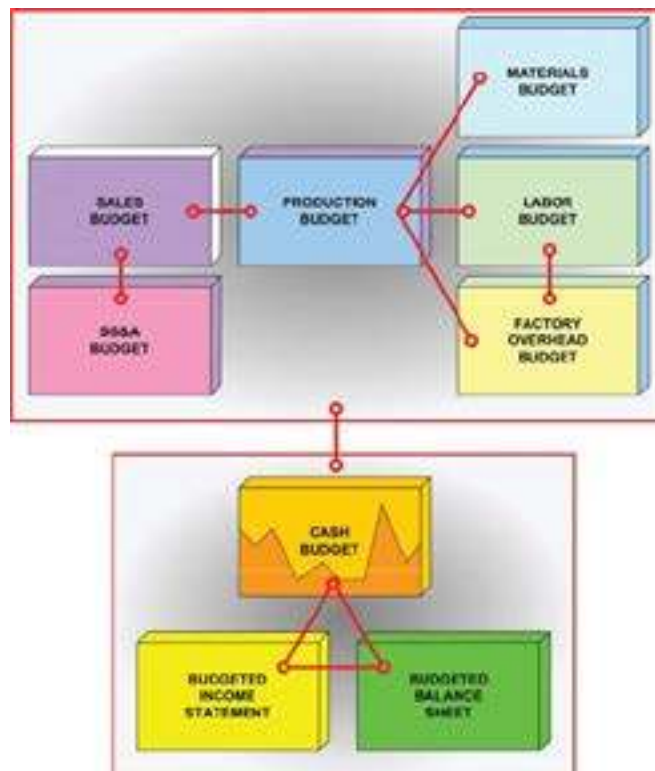 MATERIALS
BUDGET
SALES
BUDGET
PRODUCTION
BUDGET
LABOR
BUDGET
SG&A
BUDGET
FACTORY
OVERHEAD
BUDGET
CASH
BUDGET
BUDGETED
INCOME
STATEMENT
BUDGETED
BALANCE
SHEET